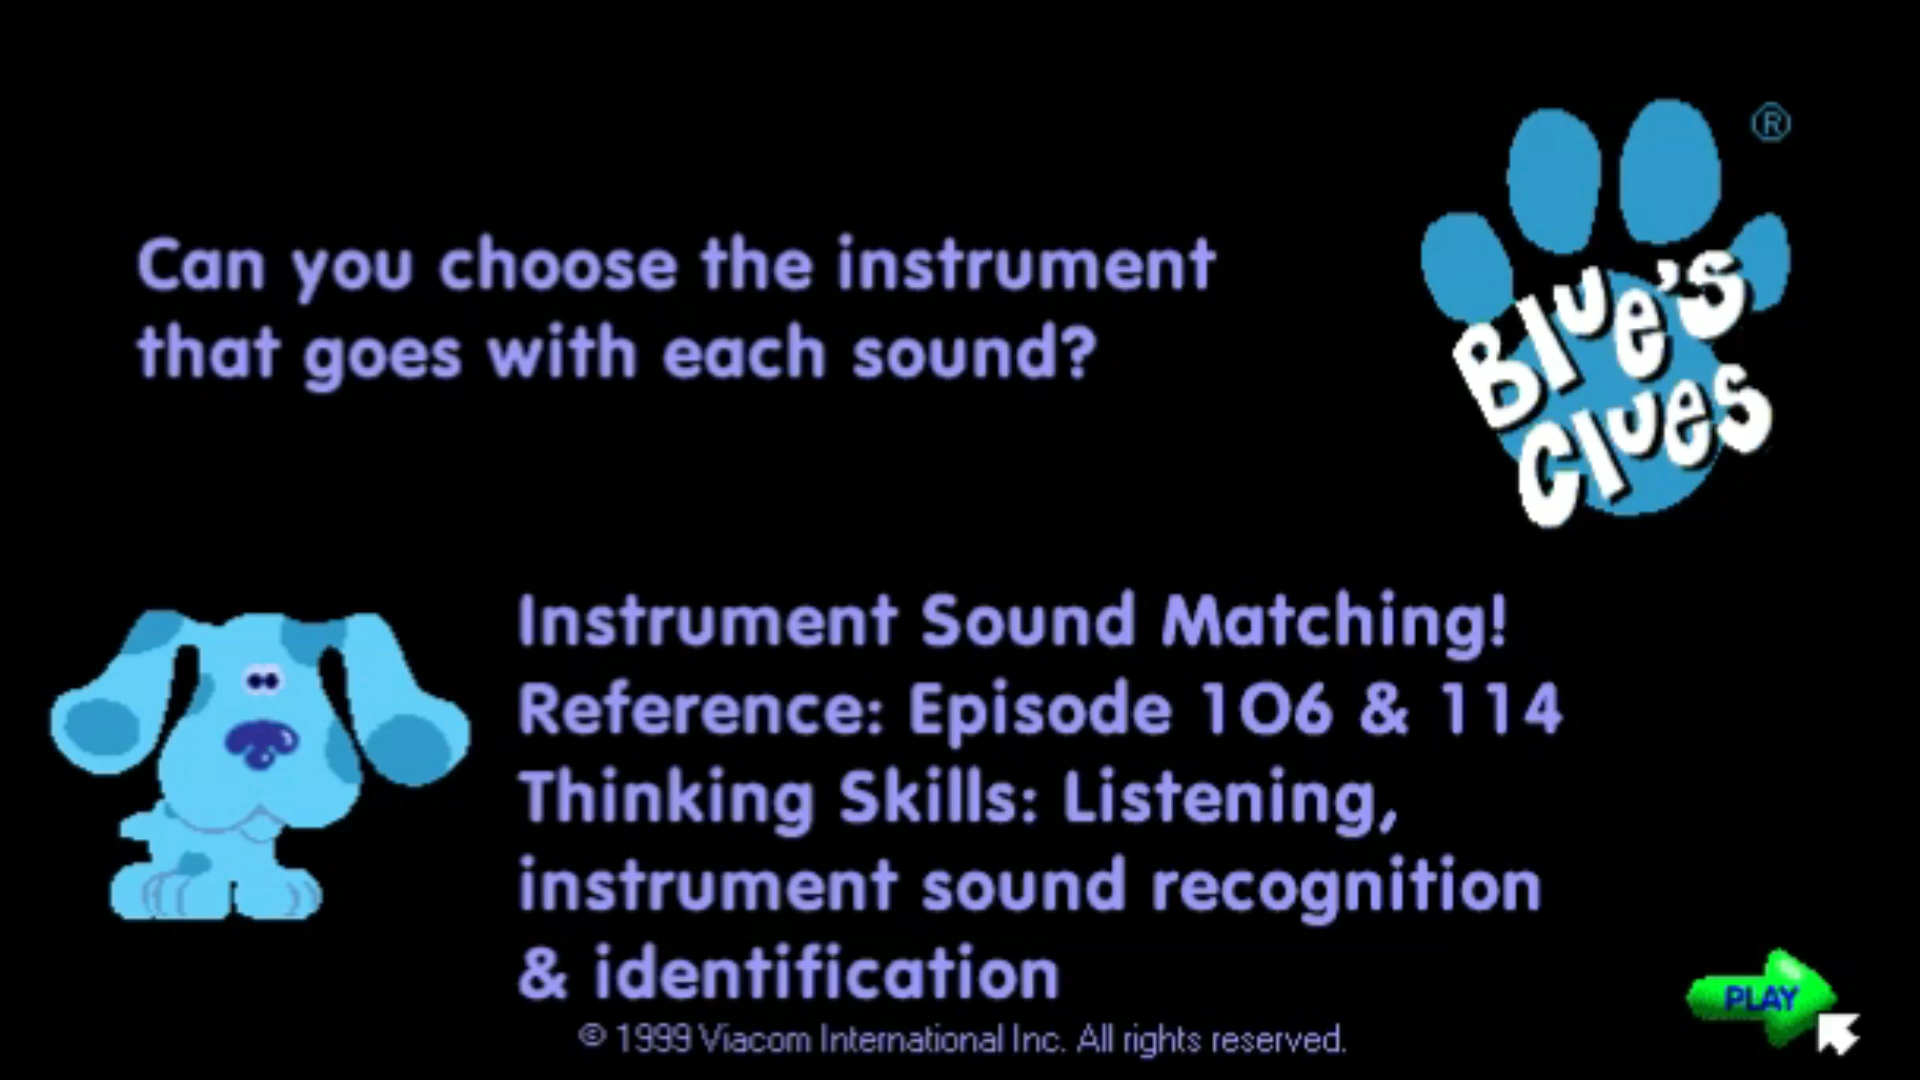 Can you choose the instrument
that goes with each sound?
®
Blue's
Clues
Instrument Sound Matching!
Reference: Episode 106 & 114
Thinking Skills: Listening,
instrument sound recognition
& identification
PLAY
© 1999 Viacom International Inc. All rights reserved.